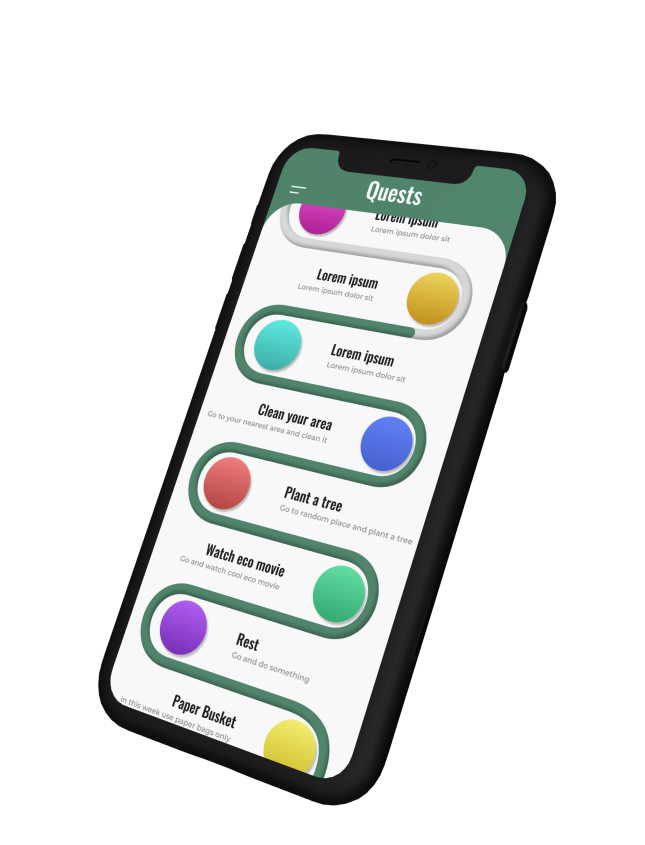 Quests
Lorem ipsum
Lorem ipsum dolor sit
Lorem ipsum
Lorem ipsum dolor sit
Lorem ipsum
Lorem ipsum dolor sit
Clean your area
Go to your nearest area and clean it
Plant a tree
Go to random place and plant a tree
Watch eco movie
Go and watch cool eco movie
Rest
Go and do something
Paper Busket
In this week use paper bags only